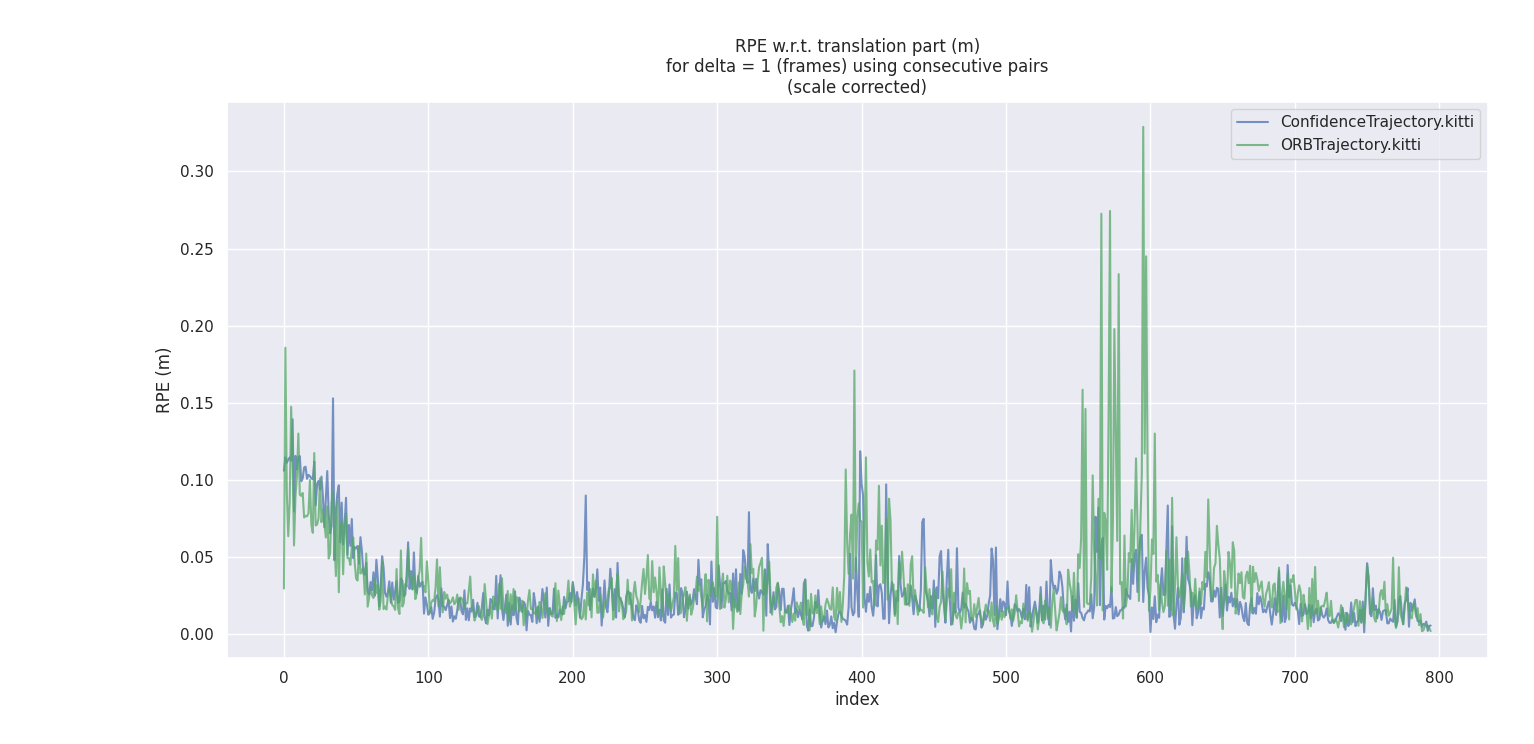 RPE w.r.t. translation part (m)
for delta = 1 (frames) using consecutive pairs
(scale corrected)
ConfidenceTrajectory.kitti
ORBTrajectory.kitti
RPE (m)
0.30
0.25
0.20
0.15
0.10
0.05
0.00
0 100 200 300 400 500 600 700 800
index